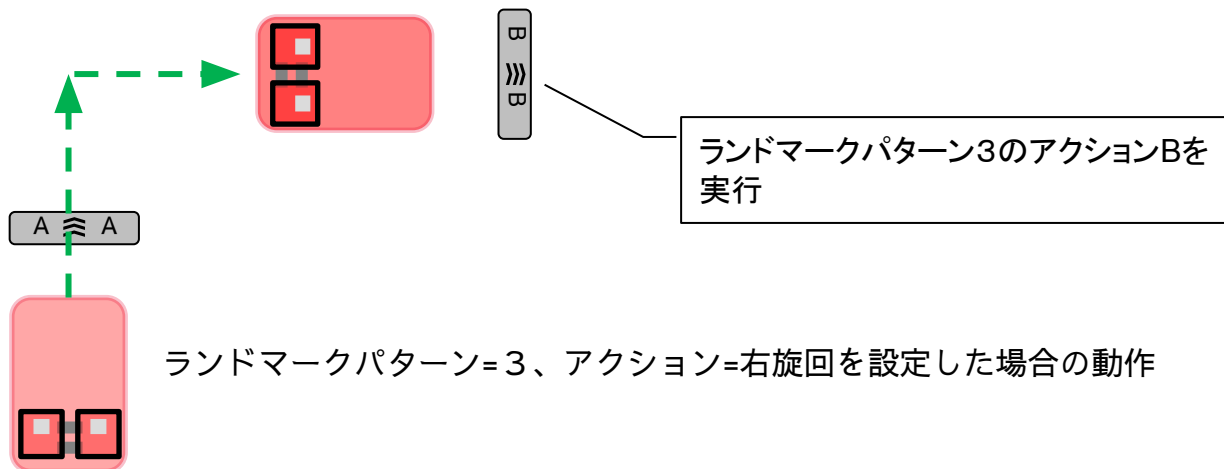 B
B
ランドマークパターン3のアクションBを
実行
A A
ランドマークパターン=３、アクション=右旋回を設定した場合の動作